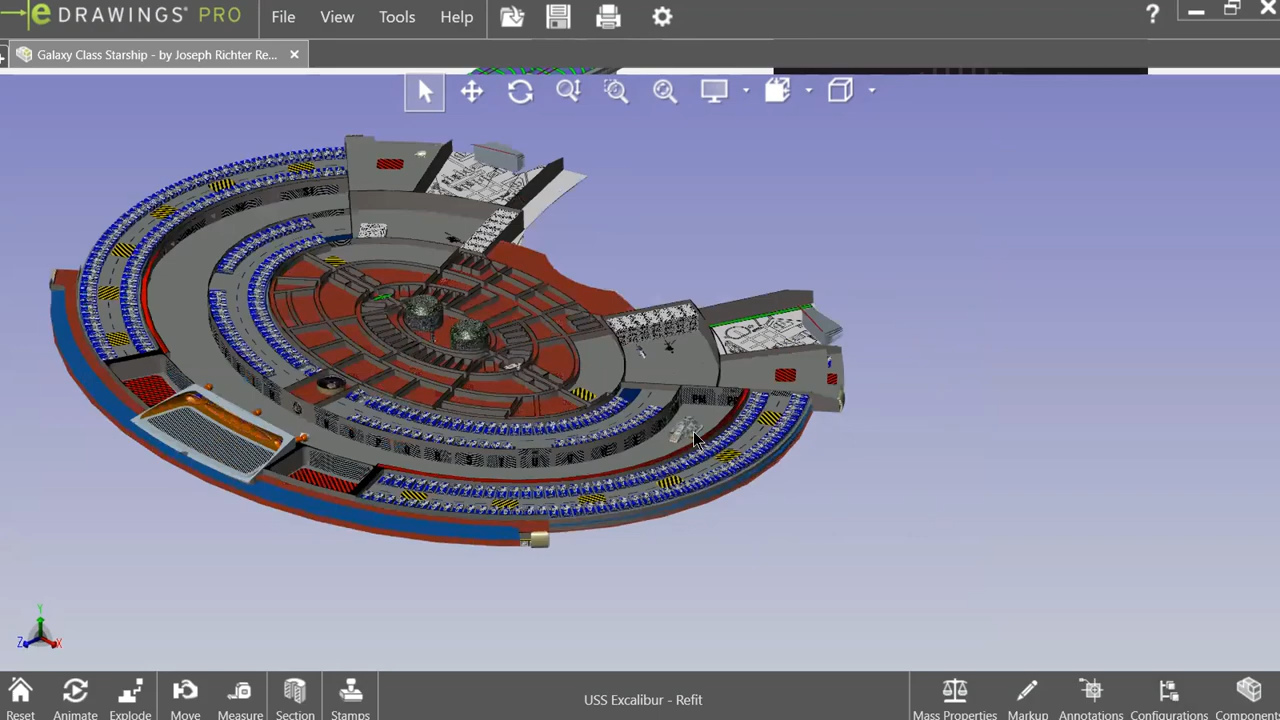 eDRAWINGS® PRO
File View Tools Help
Galaxy Class Starship - by Joseph Richter Re...
Y
Z X
Reset Animate Explode Move Measure Section Stamps
USS Excalibur - Refit
Mass Properties Markup Annotations Configurations Component